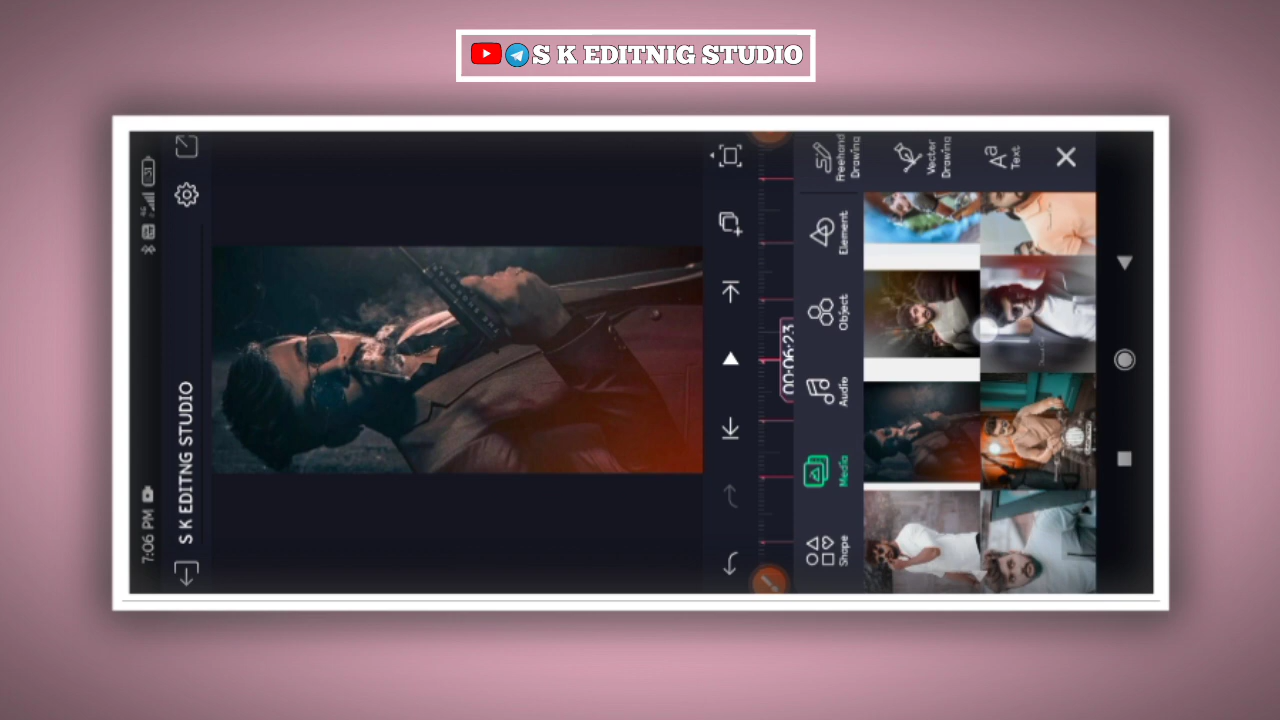 S K EDITNIG STUDIO
7:06 PM
31
S K EDITNG STUDIO
00:06:23
Shape
Media
Audio
Object
Element
Freehand
Drawing
Vector
Drawing
Text